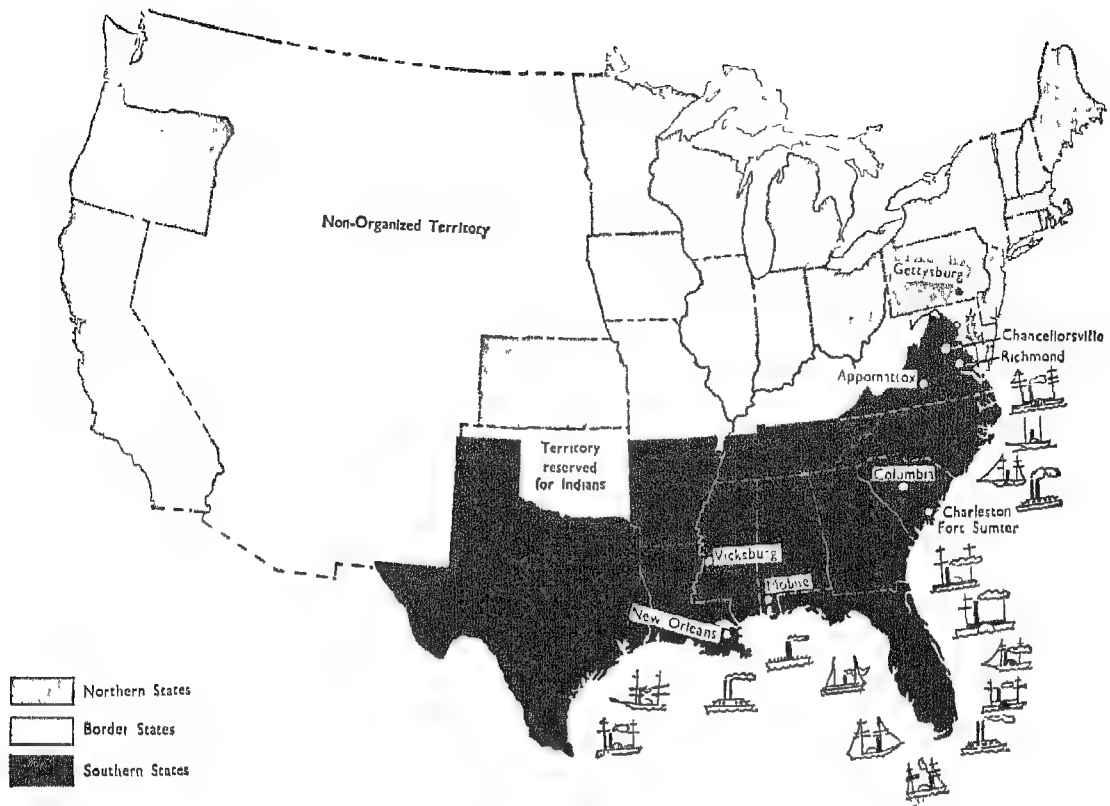 Non-Organized Territory
Gettysburg
Chancellorsville
Richmond
Appomattox
Territory
reserved
for Indians
Columbia
Charleston
Fort Sumter
Vicksburg
Mobile
New Orleans
Northern States
Border States
Southern States